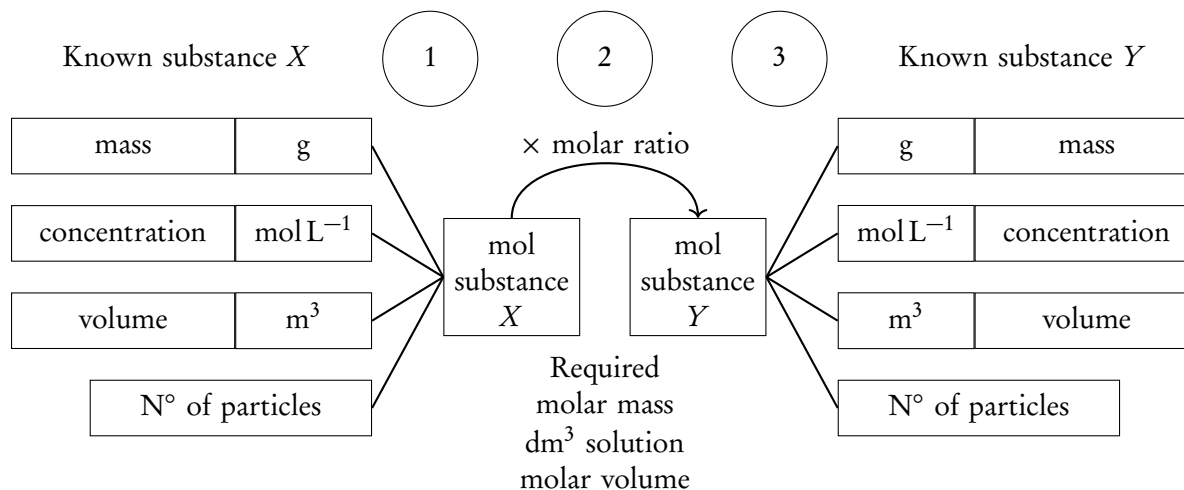 Known substance X
1
2
3
Known substance Y
mass
g
× molar ratio
g
mass
concentration
mol L⁻¹
mol
substance
X
mol
substance
Y
mol L⁻¹
concentration
volume
m³
m³
volume
N° of particles
Required
molar mass
dm³ solution
molar volume
N° of particles